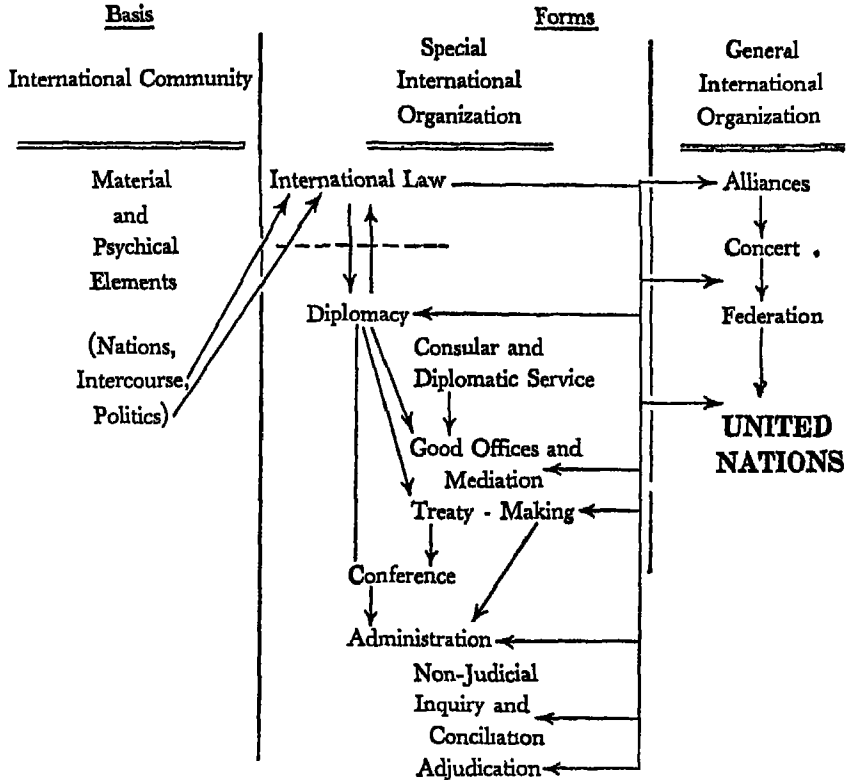 Basis
International Community
Material
and
Psychical
Elements
(Nations,
Intercourse,
Politics)
Forms
Special
International
Organization
International Law
Diplomacy
Consular and
Diplomatic Service
Good Offices and
Mediation
Treaty - Making
Conference
Administration
Non-Judicial
Inquiry and
Conciliation
Adjudication
General
International
Organization
Alliances
Concert .
Federation
UNITED
NATIONS